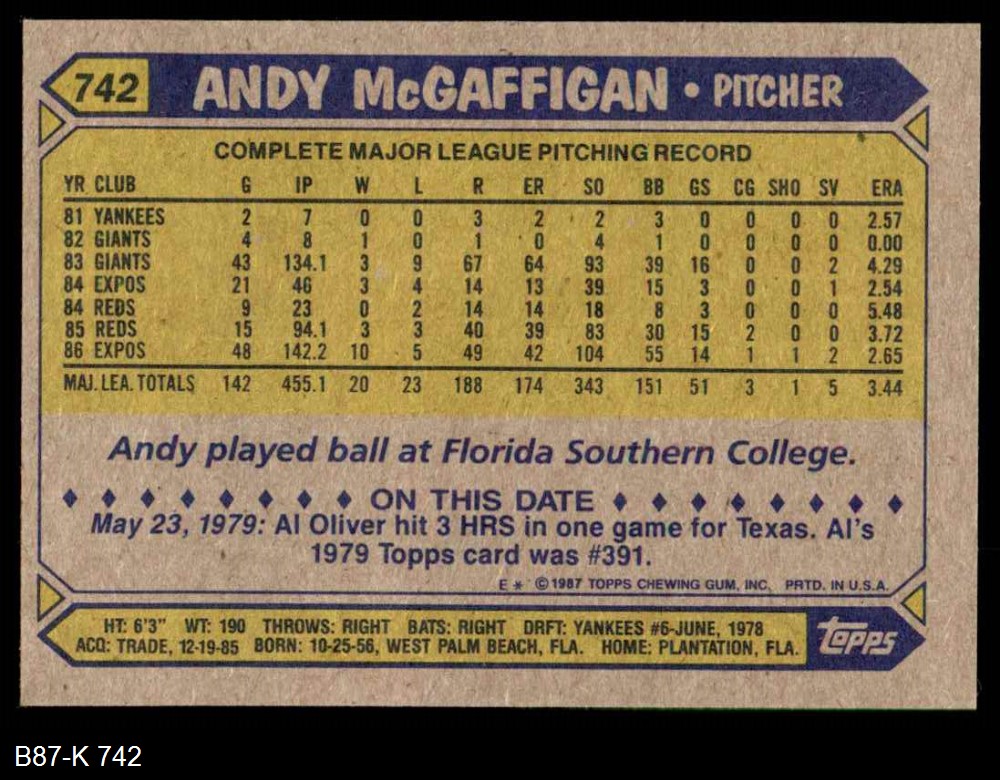 742 ANDY McGAFFIGAN • PITCHER
COMPLETE MAJOR LEAGUE PITCHING RECORD
YR CLUB G IP W L R ER SO BB GS CG SHO SV ERA
81 YANKEES 2 7 0 0 3 2 2 3 0 0 0 0 2.57
82 GIANTS 4 8 1 0 1 0 4 1 0 0 0 0 0.00
83 GIANTS 43 134.1 3 9 67 64 93 39 16 0 0 2 4.29
84 EXPOS 21 46 3 4 14 13 39 15 3 0 0 1 2.54
84 REDS 9 23 0 2 14 14 18 8 3 0 0 0 5.48
85 REDS 15 94.1 3 3 40 39 83 30 15 2 0 0 3.72
86 EXPOS 48 142.2 10 5 49 42 104 55 14 1 1 2 2.65
MAJ. LEA. TOTALS 142 455.1 20 23 188 174 343 151 51 3 1 5 3.44
Andy played ball at Florida Southern College.
ON THIS DATE
May 23, 1979: Al Oliver hit 3 HRS in one game for Texas. Al's
1979 Topps card was #391.
E * ©1987 TOPPS CHEWING GUM, INC. PRTD. IN U.S.A.
HT: 6'3" WT: 190 THROWS: RIGHT BATS: RIGHT DRFT: YANKEES #6-JUNE, 1978
ACQ: TRADE, 12-19-85 BORN: 10-25-56, WEST PALM BEACH, FLA. HOME: PLANTATION, FLA.
topps
B87-K 742